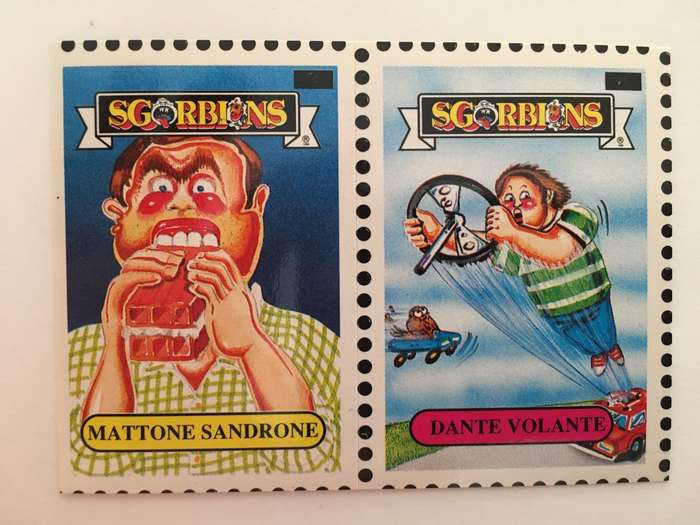 SGORBIONS
®
MATTONE SANDRONE
SGORBIONS
®
DANTE VOLANTE